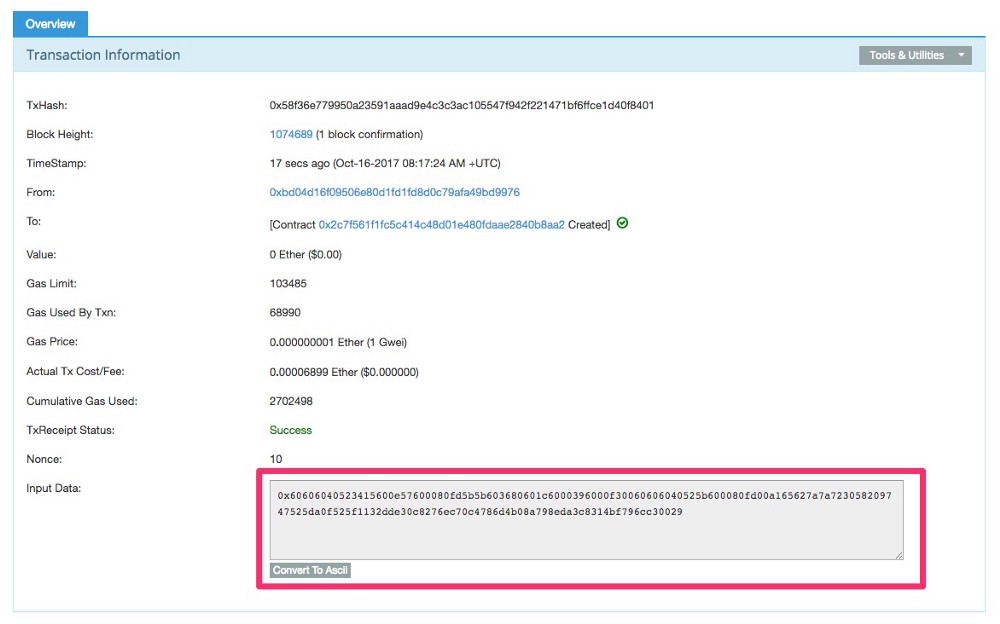 Overview
Transaction Information
Tools & Utilities
TxHash: 0x58f36e779950a23591aaad9e4c3c3ac105547f942f221471bf6ffce1d40f8401
Block Height: 1074689 (1 block confirmation)
TimeStamp: 17 secs ago (Oct-16-2017 08:17:24 AM +UTC)
From: 0xbd04d16f09506e80d1fd1fd8d0c79afa49bd9976
To: [Contract 0x2c7f561f1fc5c414c48d01e480fdaae2840b8aa2 Created]
Value: 0 Ether ($0.00)
Gas Limit: 103485
Gas Used By Txn: 68990
Gas Price: 0.000000001 Ether (1 Gwei)
Actual Tx Cost/Fee: 0.00006899 Ether ($0.000000)
Cumulative Gas Used: 2702498
TxReceipt Status: Success
Nonce: 10
Input Data:
0x60606040523415600e57600080fd5b5b603680601c6000396000f30060606040525b600080fd00a165627a7a7230582097
47525da0f525f1132dde30c8276ec70c4786d4b08a798eda3c8314bf796cc30029
Convert To Ascii